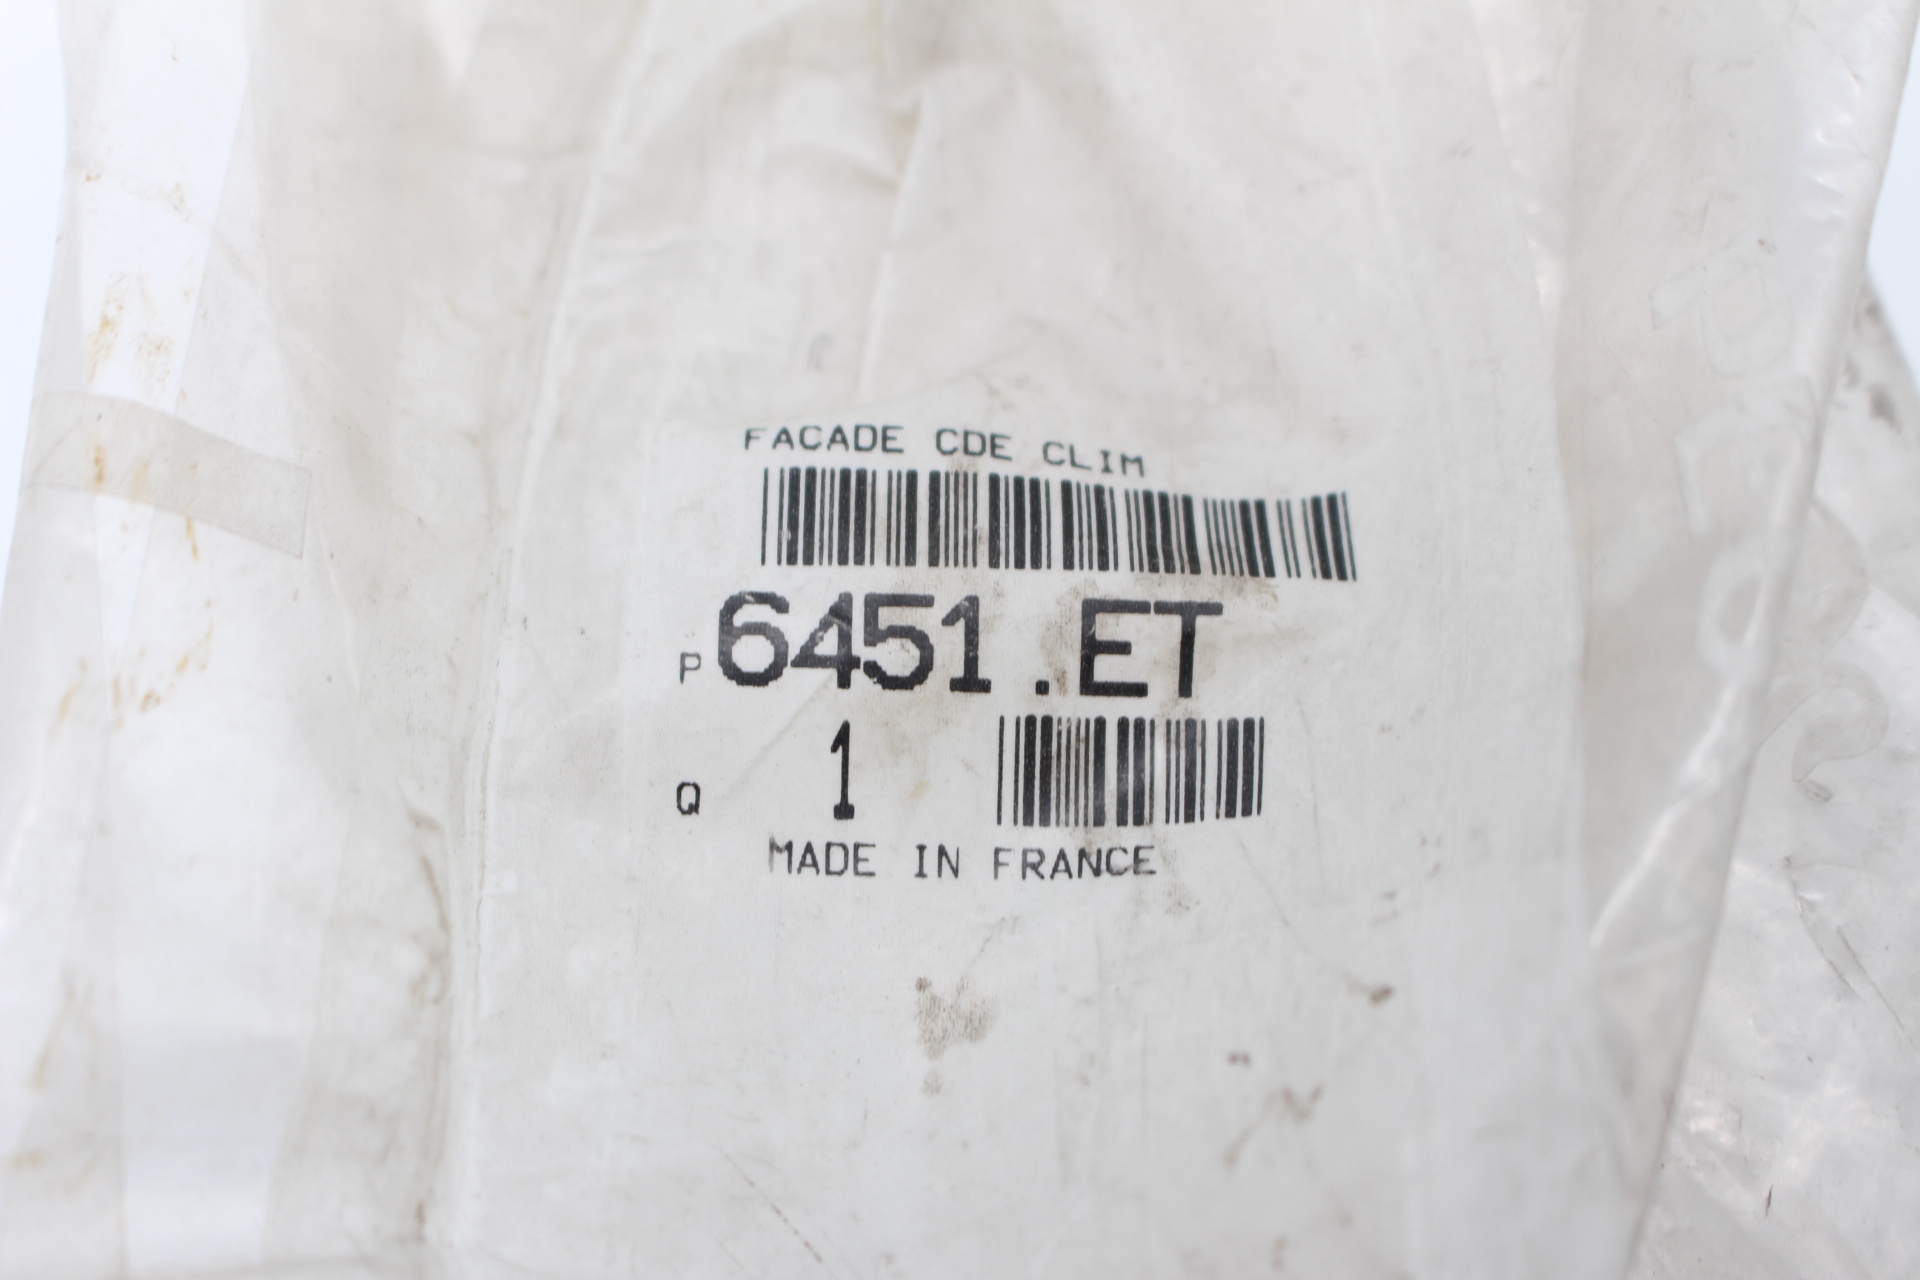 FACADE CDE CLIM
P 6451.ET
Q 1
MADE IN FRANCE